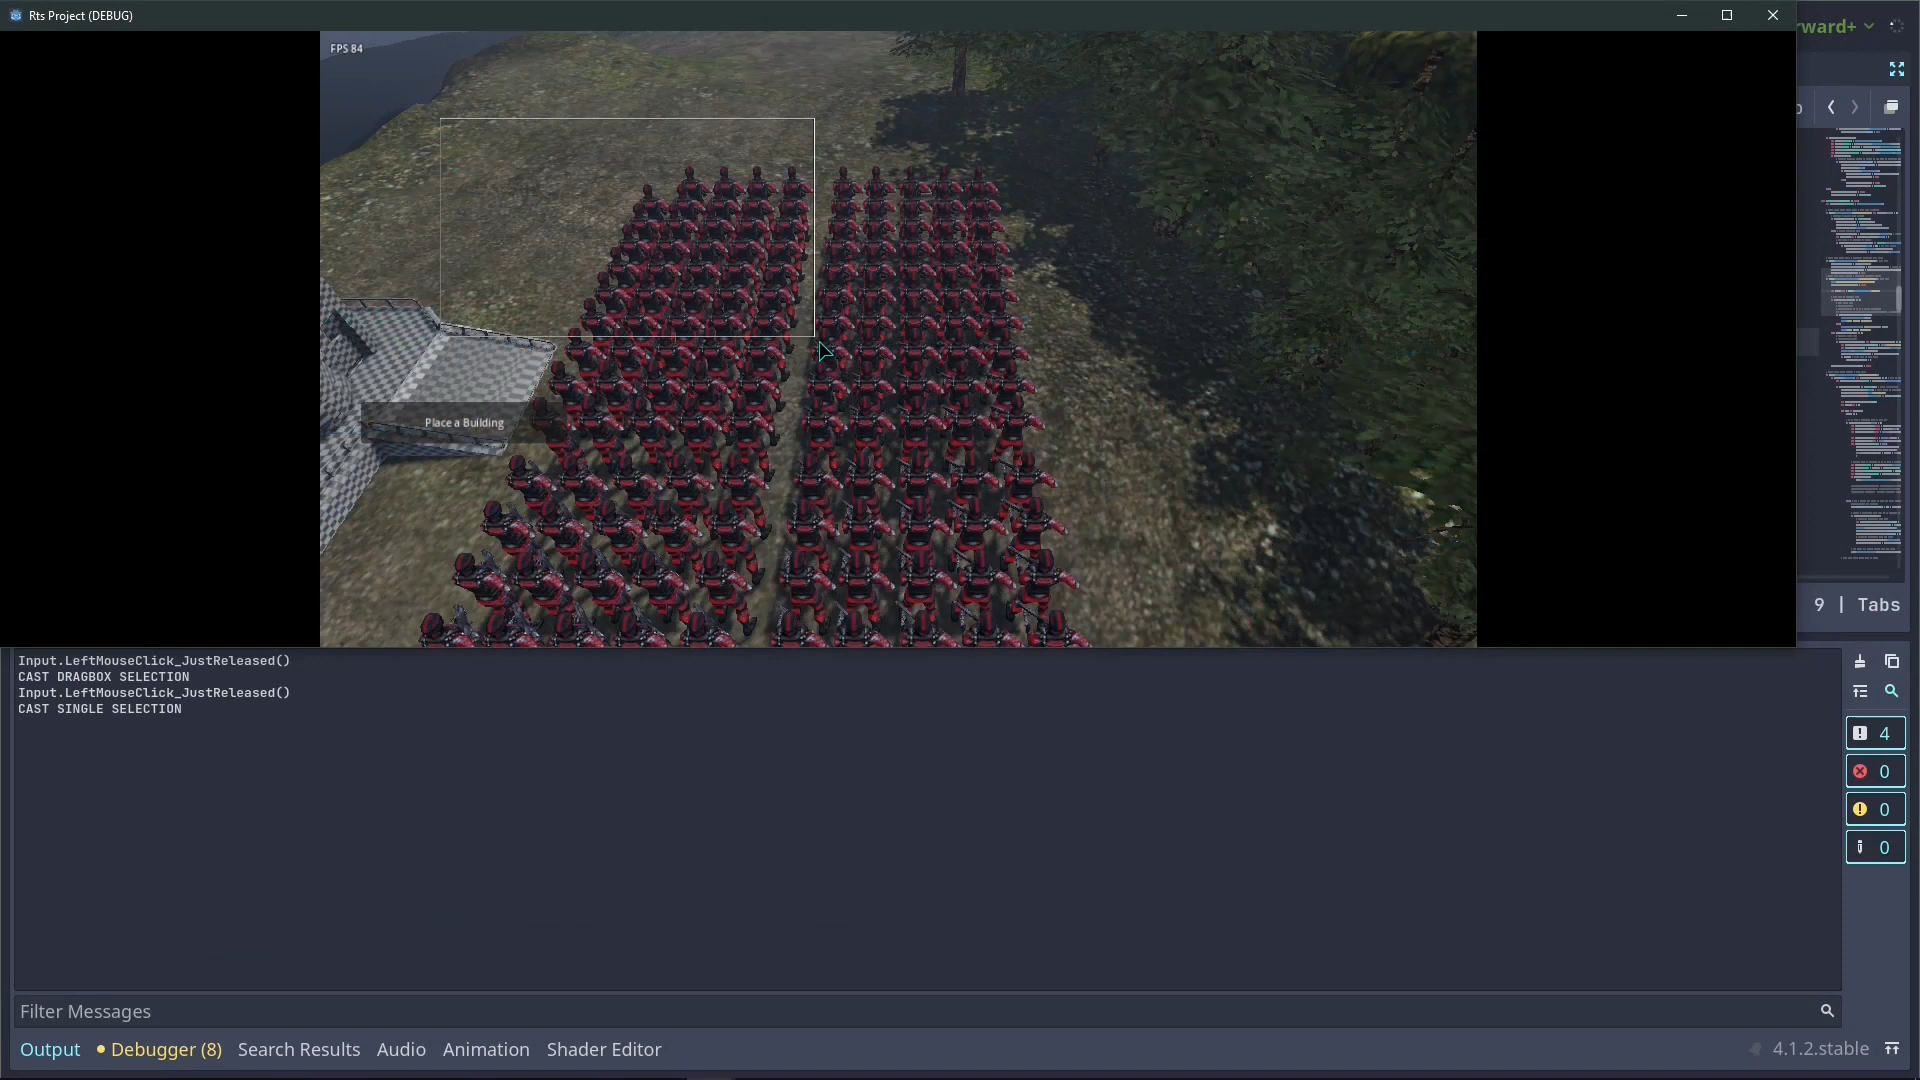 Rts Project (DEBUG)
rward+
FPS 84
Place a Building
9 | Tabs
Input.LeftMouseClick_JustReleased()
CAST DRAGBOX SELECTION
Input.LeftMouseClick_JustReleased()
CAST SINGLE SELECTION
4
0
0
0
Filter Messages
Output Debugger (8) Search Results Audio Animation Shader Editor 4.1.2.stable